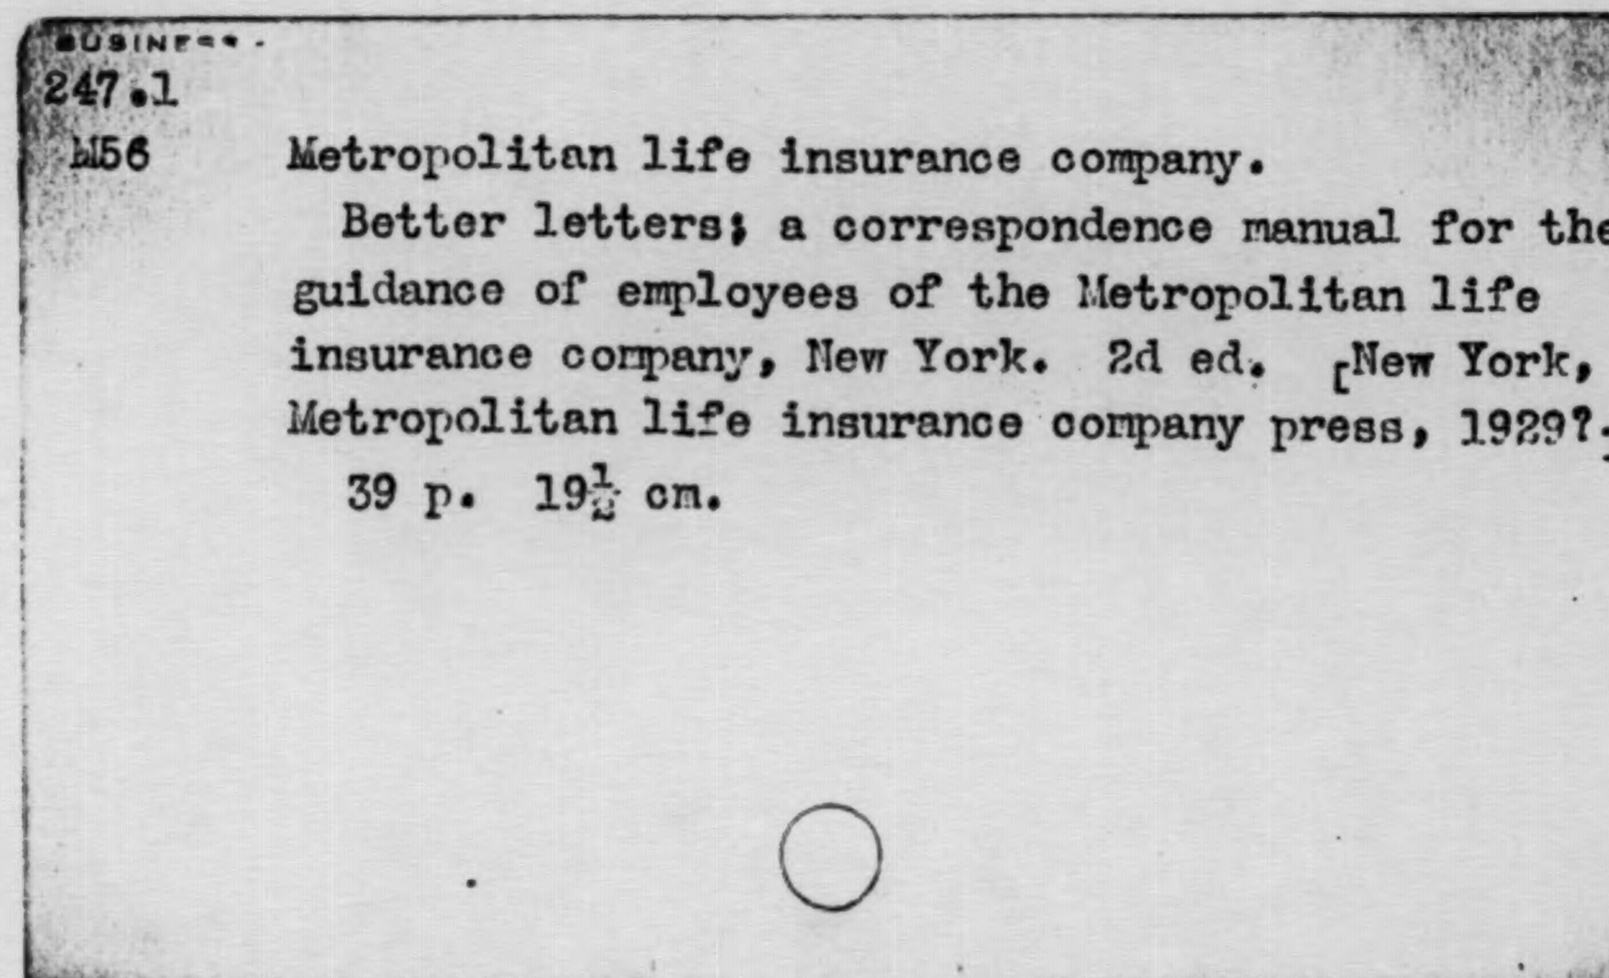 BUSINESS
247.1
M56 Metropolitan life insurance company.
Better letters; a correspondence manual for the
guidance of employees of the Metropolitan life
insurance company, New York. 2d ed. [New York,
Metropolitan life insurance company press, 1929?]
39 p. 19½ cm.